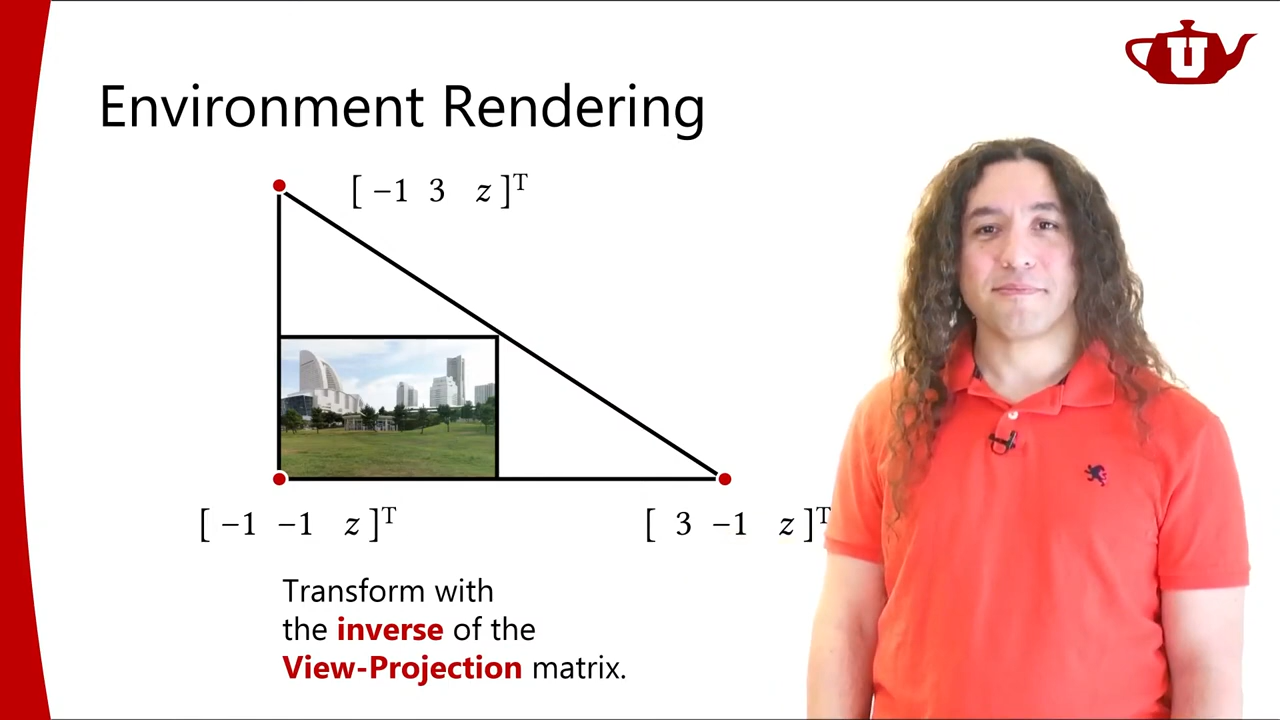 U
Environment Rendering
[ −1 3 z ]ᵀ
[ −1 −1 z ]ᵀ
[ 3 −1 z ]ᵀ
Transform with
the inverse of the
View-Projection matrix.